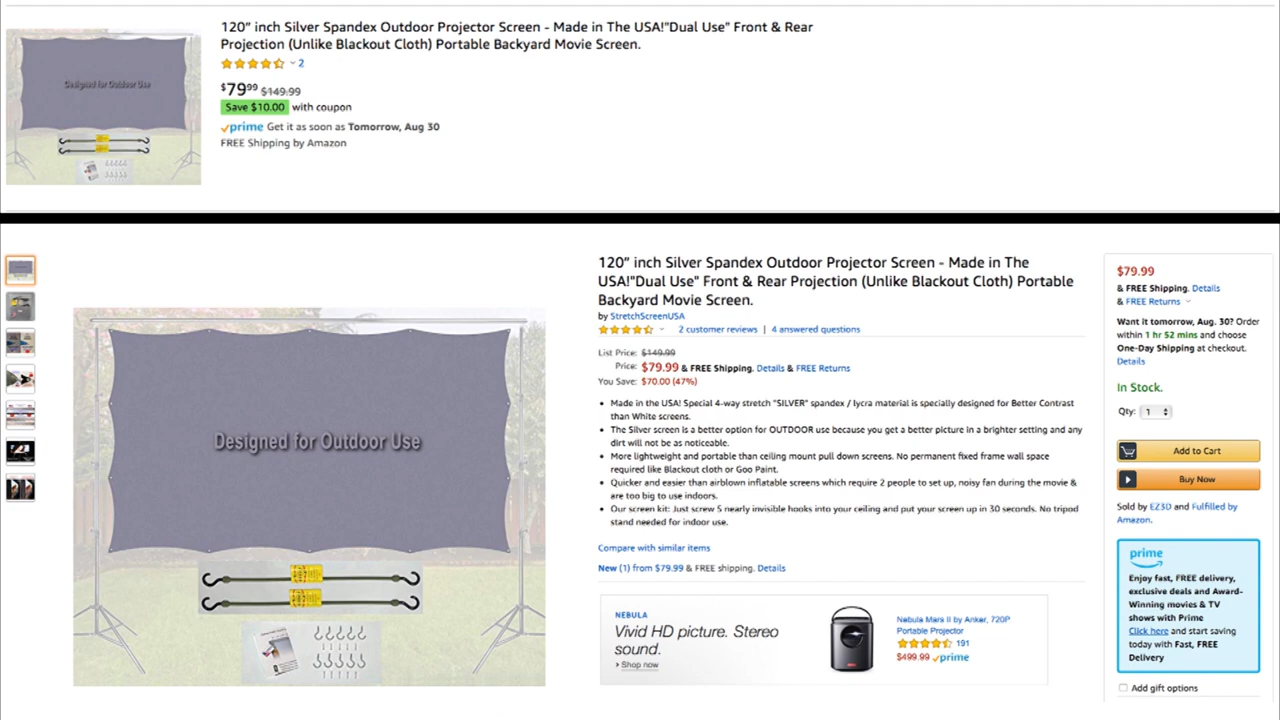 120” inch Silver Spandex Outdoor Projector Screen - Made in The USA!"Dual Use" Front & Rear
Projection (Unlike Blackout Cloth) Portable Backyard Movie Screen.
2
$79.99 $149.99
Save $10.00 with coupon
prime Get it as soon as Tomorrow, Aug 30
FREE Shipping by Amazon
Designed for Outdoor Use
120” inch Silver Spandex Outdoor Projector Screen - Made in The
USA!"Dual Use" Front & Rear Projection (Unlike Blackout Cloth) Portable
Backyard Movie Screen.
by StretchScreenUSA
2 customer reviews | 4 answered questions
List Price: $149.99
Price: $79.99 & FREE Shipping. Details & FREE Returns
You Save: $70.00 (47%)
• Made in the USA! Special 4-way stretch "SILVER" spandex / lycra material is specially designed for Better Contrast
than White screens.
• The Silver screen is a better option for OUTDOOR use because you get a better picture in a brighter setting and any
dirt will not be as noticeable.
• More lightweight and portable than ceiling mount pull down screens. No permanent fixed frame wall space
required like Blackout cloth or Goo Paint.
• Quicker and easier than airblown inflatable screens which require 2 people to set up, noisy fan during the movie &
are too big to use indoors.
• Our screen kit: Just screw 5 nearly invisible hooks into your ceiling and put your screen up in 30 seconds. No tripod
stand needed for indoor use.
Compare with similar items
New (1) from $79.99 & FREE shipping. Details
Designed for Outdoor Use
NEBULA
Vivid HD picture. Stereo
sound.
Shop now
Nebula Mars II by Anker, 720P
Portable Projector
191
$499.99 prime
$79.99
& FREE Shipping. Details
& FREE Returns
Want it tomorrow, Aug. 30? Order
within 1 hr 52 mins and choose
One-Day Shipping at checkout.
Details
In Stock.
Qty: 1
Add to Cart
Buy Now
Sold by EZ3D and Fulfilled by
Amazon.
prime
Enjoy fast, FREE delivery,
exclusive deals and Award-
Winning movies & TV
shows with Prime
Click here and start saving
today with Fast, FREE
Delivery
Add gift options